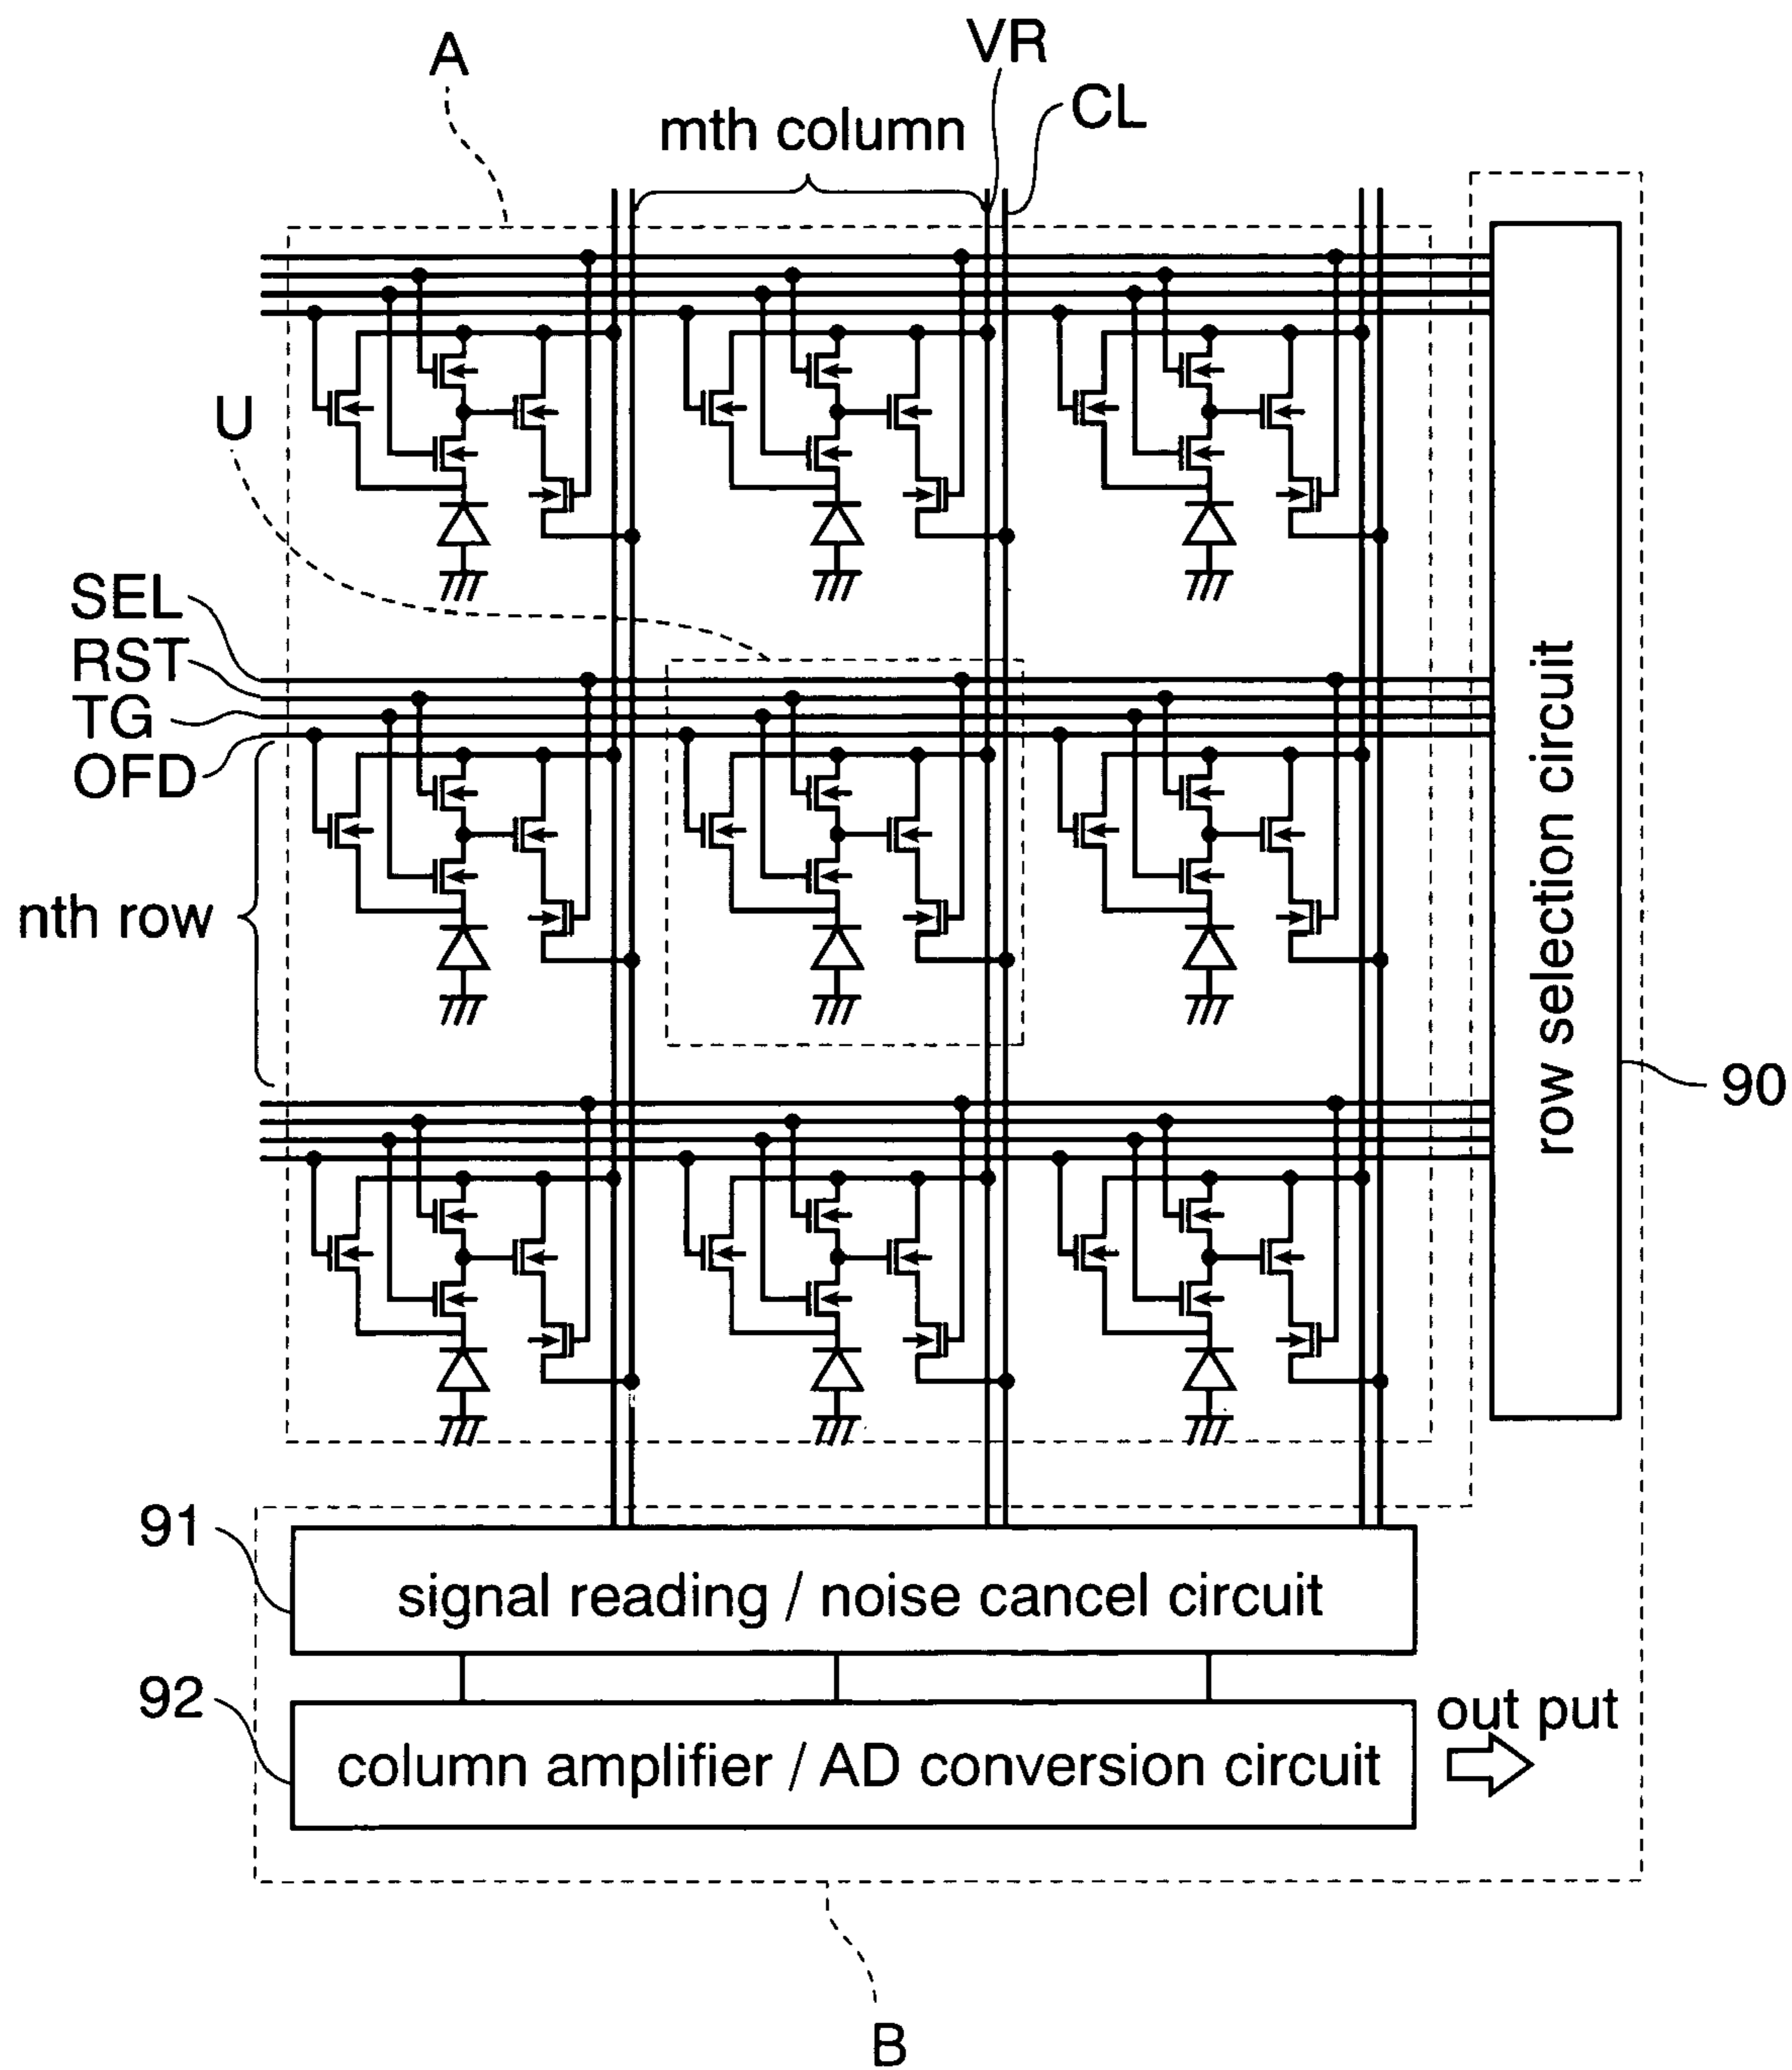 A
VR
CL
mth column
U
SEL
RST
TG
OFD
nth row
row selection circuit
90
91
signal reading / noise cancel circuit
92
column amplifier / AD conversion circuit
out put
B